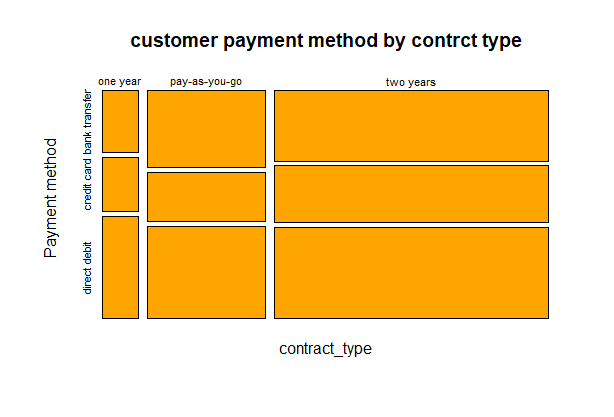 customer payment method by contrct type
one year
pay-as-you-go
two years
Payment method
bank transfer
credit card
direct debit
contract_type